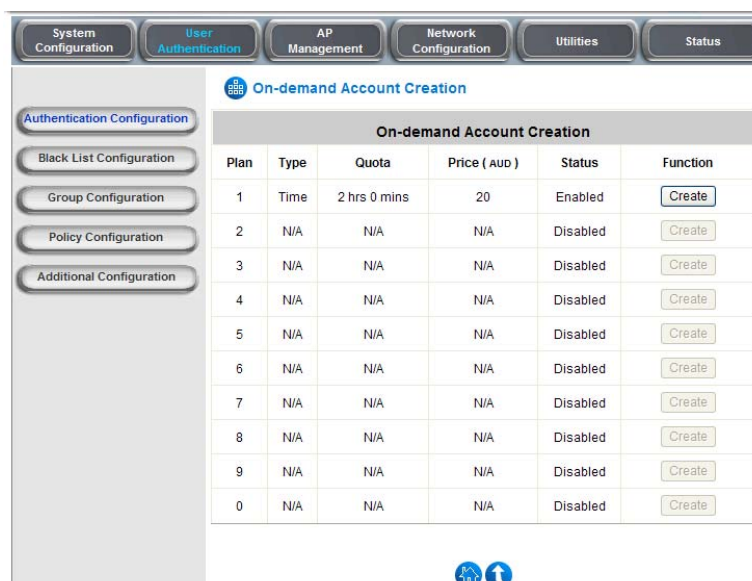 System Configuration
User Authentication
AP Management
Network Configuration
Utilities
Status
Authentication Configuration
Black List Configuration
Group Configuration
Policy Configuration
Additional Configuration
On-demand Account Creation
On-demand Account Creation
Plan Type Quota Price ( AUD ) Status Function
1 Time 2 hrs 0 mins 20 Enabled Create
2 N/A N/A N/A Disabled Create
3 N/A N/A N/A Disabled Create
4 N/A N/A N/A Disabled Create
5 N/A N/A N/A Disabled Create
6 N/A N/A N/A Disabled Create
7 N/A N/A N/A Disabled Create
8 N/A N/A N/A Disabled Create
9 N/A N/A N/A Disabled Create
0 N/A N/A N/A Disabled Create